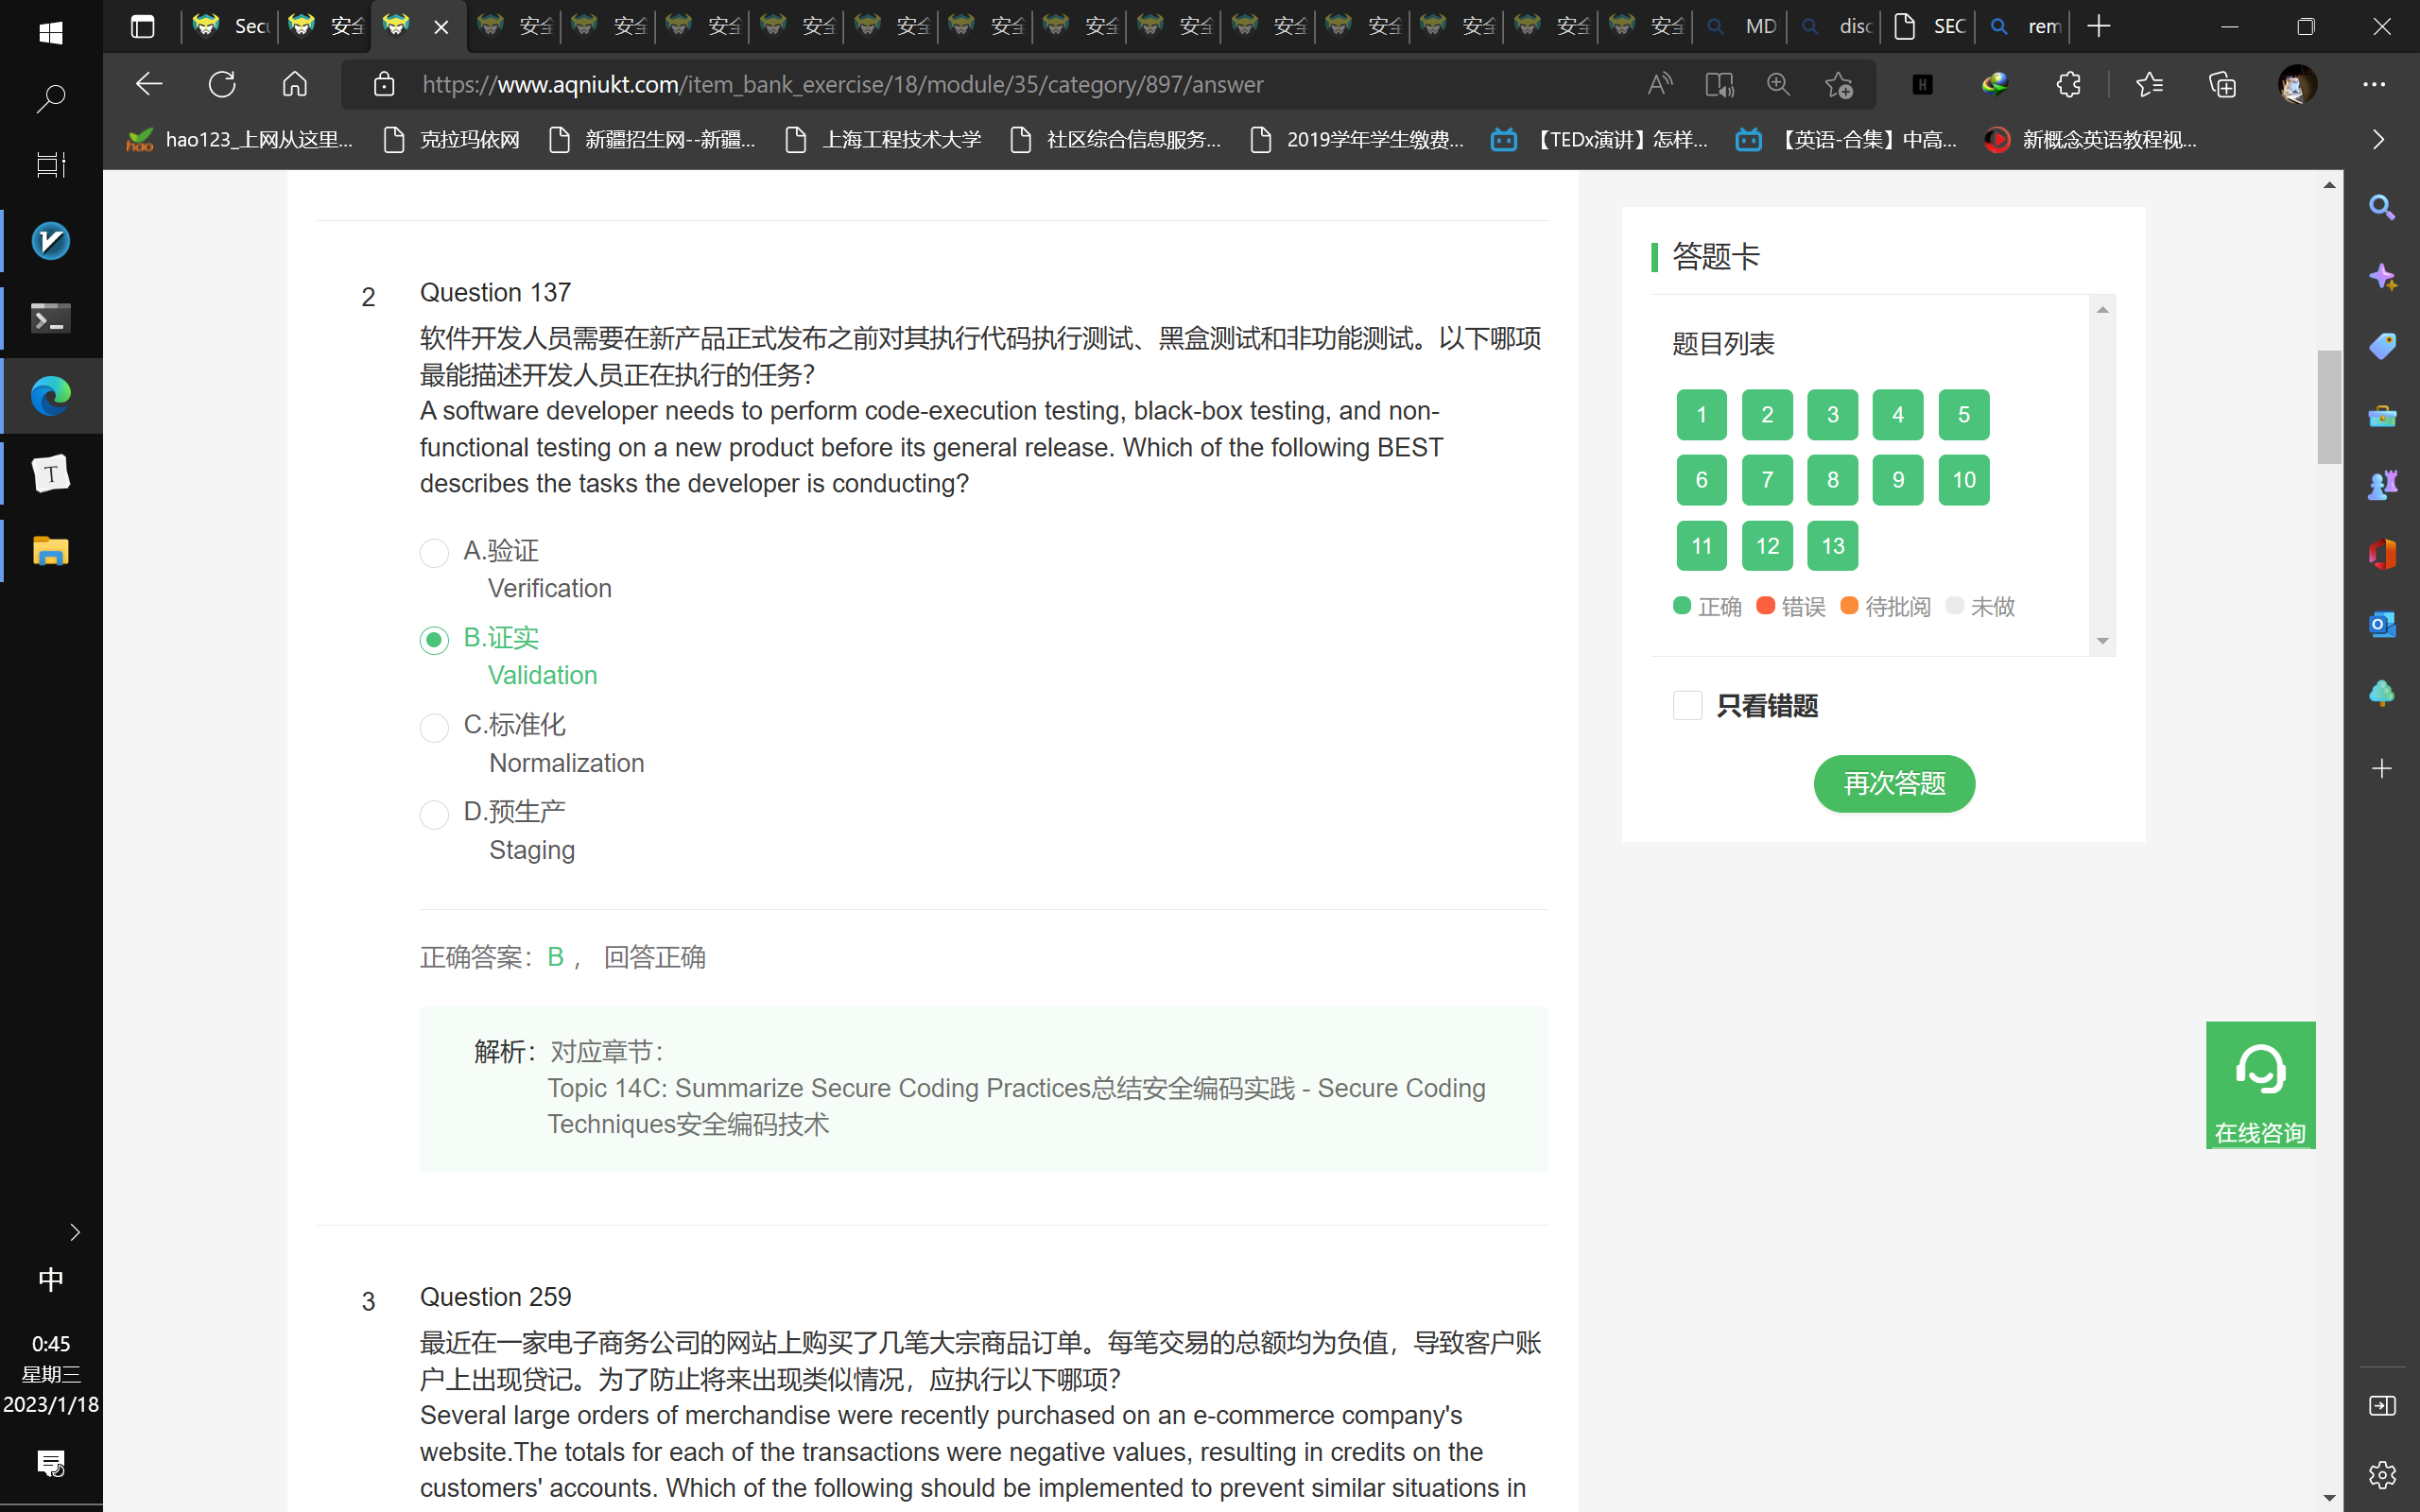 Secu
安全
安全
安全
安全
安全
安全
安全
安全
安全
安全
安全
安全
安全
MD
disc
SEC
rem
https://www.aqniukt.com/item_bank_exercise/18/module/35/category/897/answer
hao123_上网从这里...
克拉玛依网
新疆招生网--新疆...
上海工程技术大学
社区综合信息服务...
2019学年学生缴费...
【TEDx演讲】怎样...
【英语-合集】中高...
新概念英语教程视...
2
Question 137
软件开发人员需要在新产品正式发布之前对其执行代码执行测试、黑盒测试和非功能测试。以下哪项
最能描述开发人员正在执行的任务?
A software developer needs to perform code-execution testing, black-box testing, and non-
functional testing on a new product before its general release. Which of the following BEST
describes the tasks the developer is conducting?
A.验证
Verification
B.证实
Validation
C.标准化
Normalization
D.预生产
Staging
正确答案: B , 回答正确
解析: 对应章节:
Topic 14C: Summarize Secure Coding Practices总结安全编码实践 - Secure Coding
Techniques安全编码技术
3
Question 259
最近在一家电子商务公司的网站上购买了几笔大宗商品订单。每笔交易的总额均为负值，导致客户账
户上出现贷记。为了防止将来出现类似情况，应执行以下哪项?
Several large orders of merchandise were recently purchased on an e-commerce company's
website.The totals for each of the transactions were negative values, resulting in credits on the
customers' accounts. Which of the following should be implemented to prevent similar situations in
答题卡
题目列表
1 2 3 4 5
6 7 8 9 10
11 12 13
正确 错误 待批阅 未做
只看错题
再次答题
在线咨询
中
0:45
星期三
2023/1/18